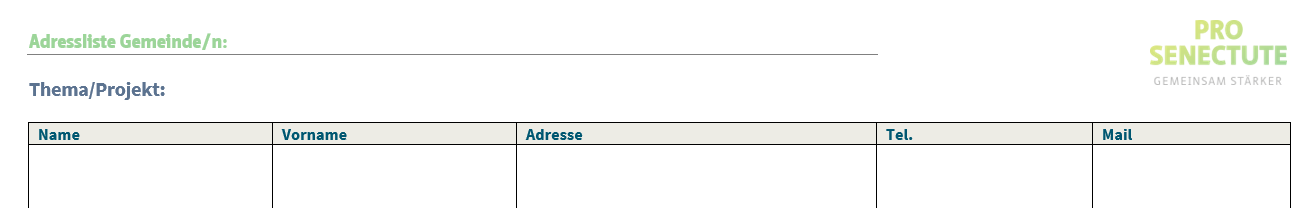 Adressliste Gemeinde/n:
PRO
SENECTUTE
GEMEINSAM STÄRKER
Thema/Projekt:
Name Vorname Adresse Tel. Mail